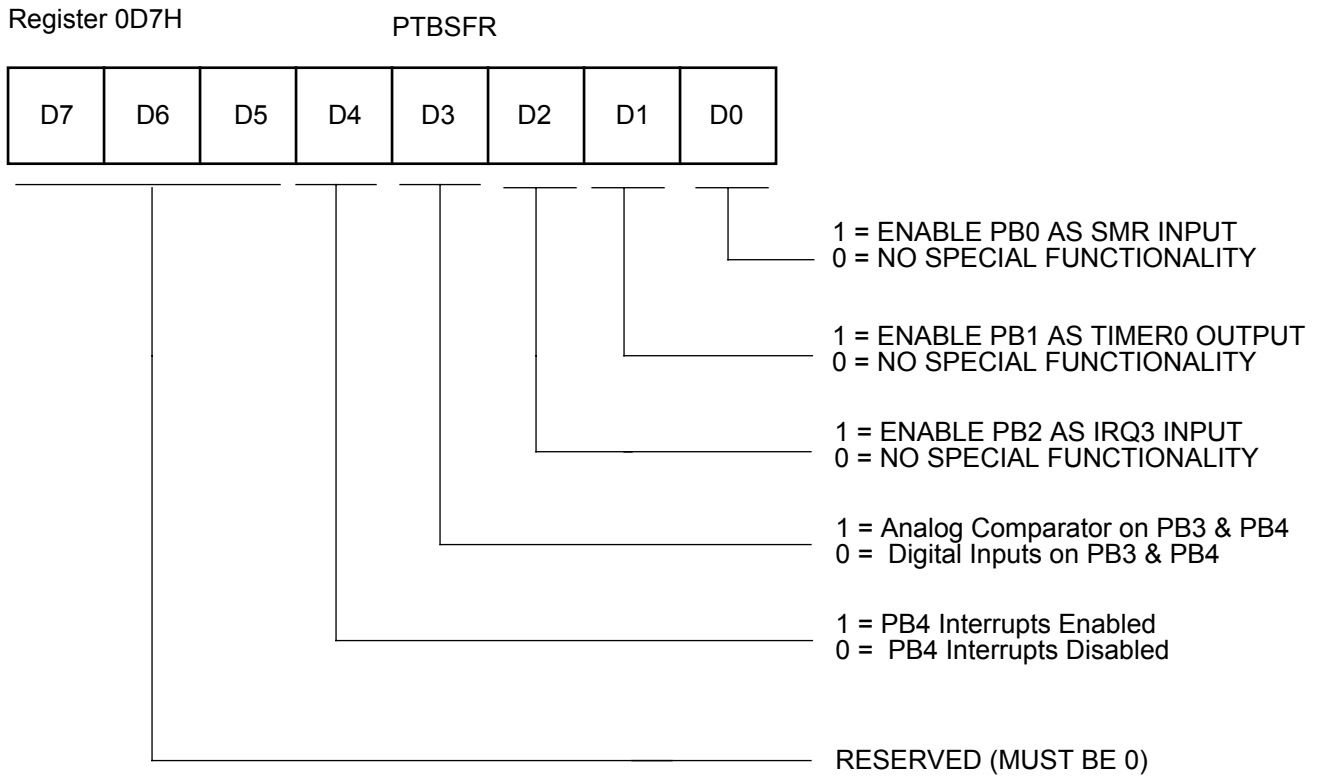 Register 0D7H
PTBSFR
D7 D6 D5 D4 D3 D2 D1 D0
1 = ENABLE PB0 AS SMR INPUT
0 = NO SPECIAL FUNCTIONALITY
1 = ENABLE PB1 AS TIMER0 OUTPUT
0 = NO SPECIAL FUNCTIONALITY
1 = ENABLE PB2 AS IRQ3 INPUT
0 = NO SPECIAL FUNCTIONALITY
1 = Analog Comparator on PB3 & PB4
0 = Digital Inputs on PB3 & PB4
1 = PB4 Interrupts Enabled
0 = PB4 Interrupts Disabled
RESERVED (MUST BE 0)